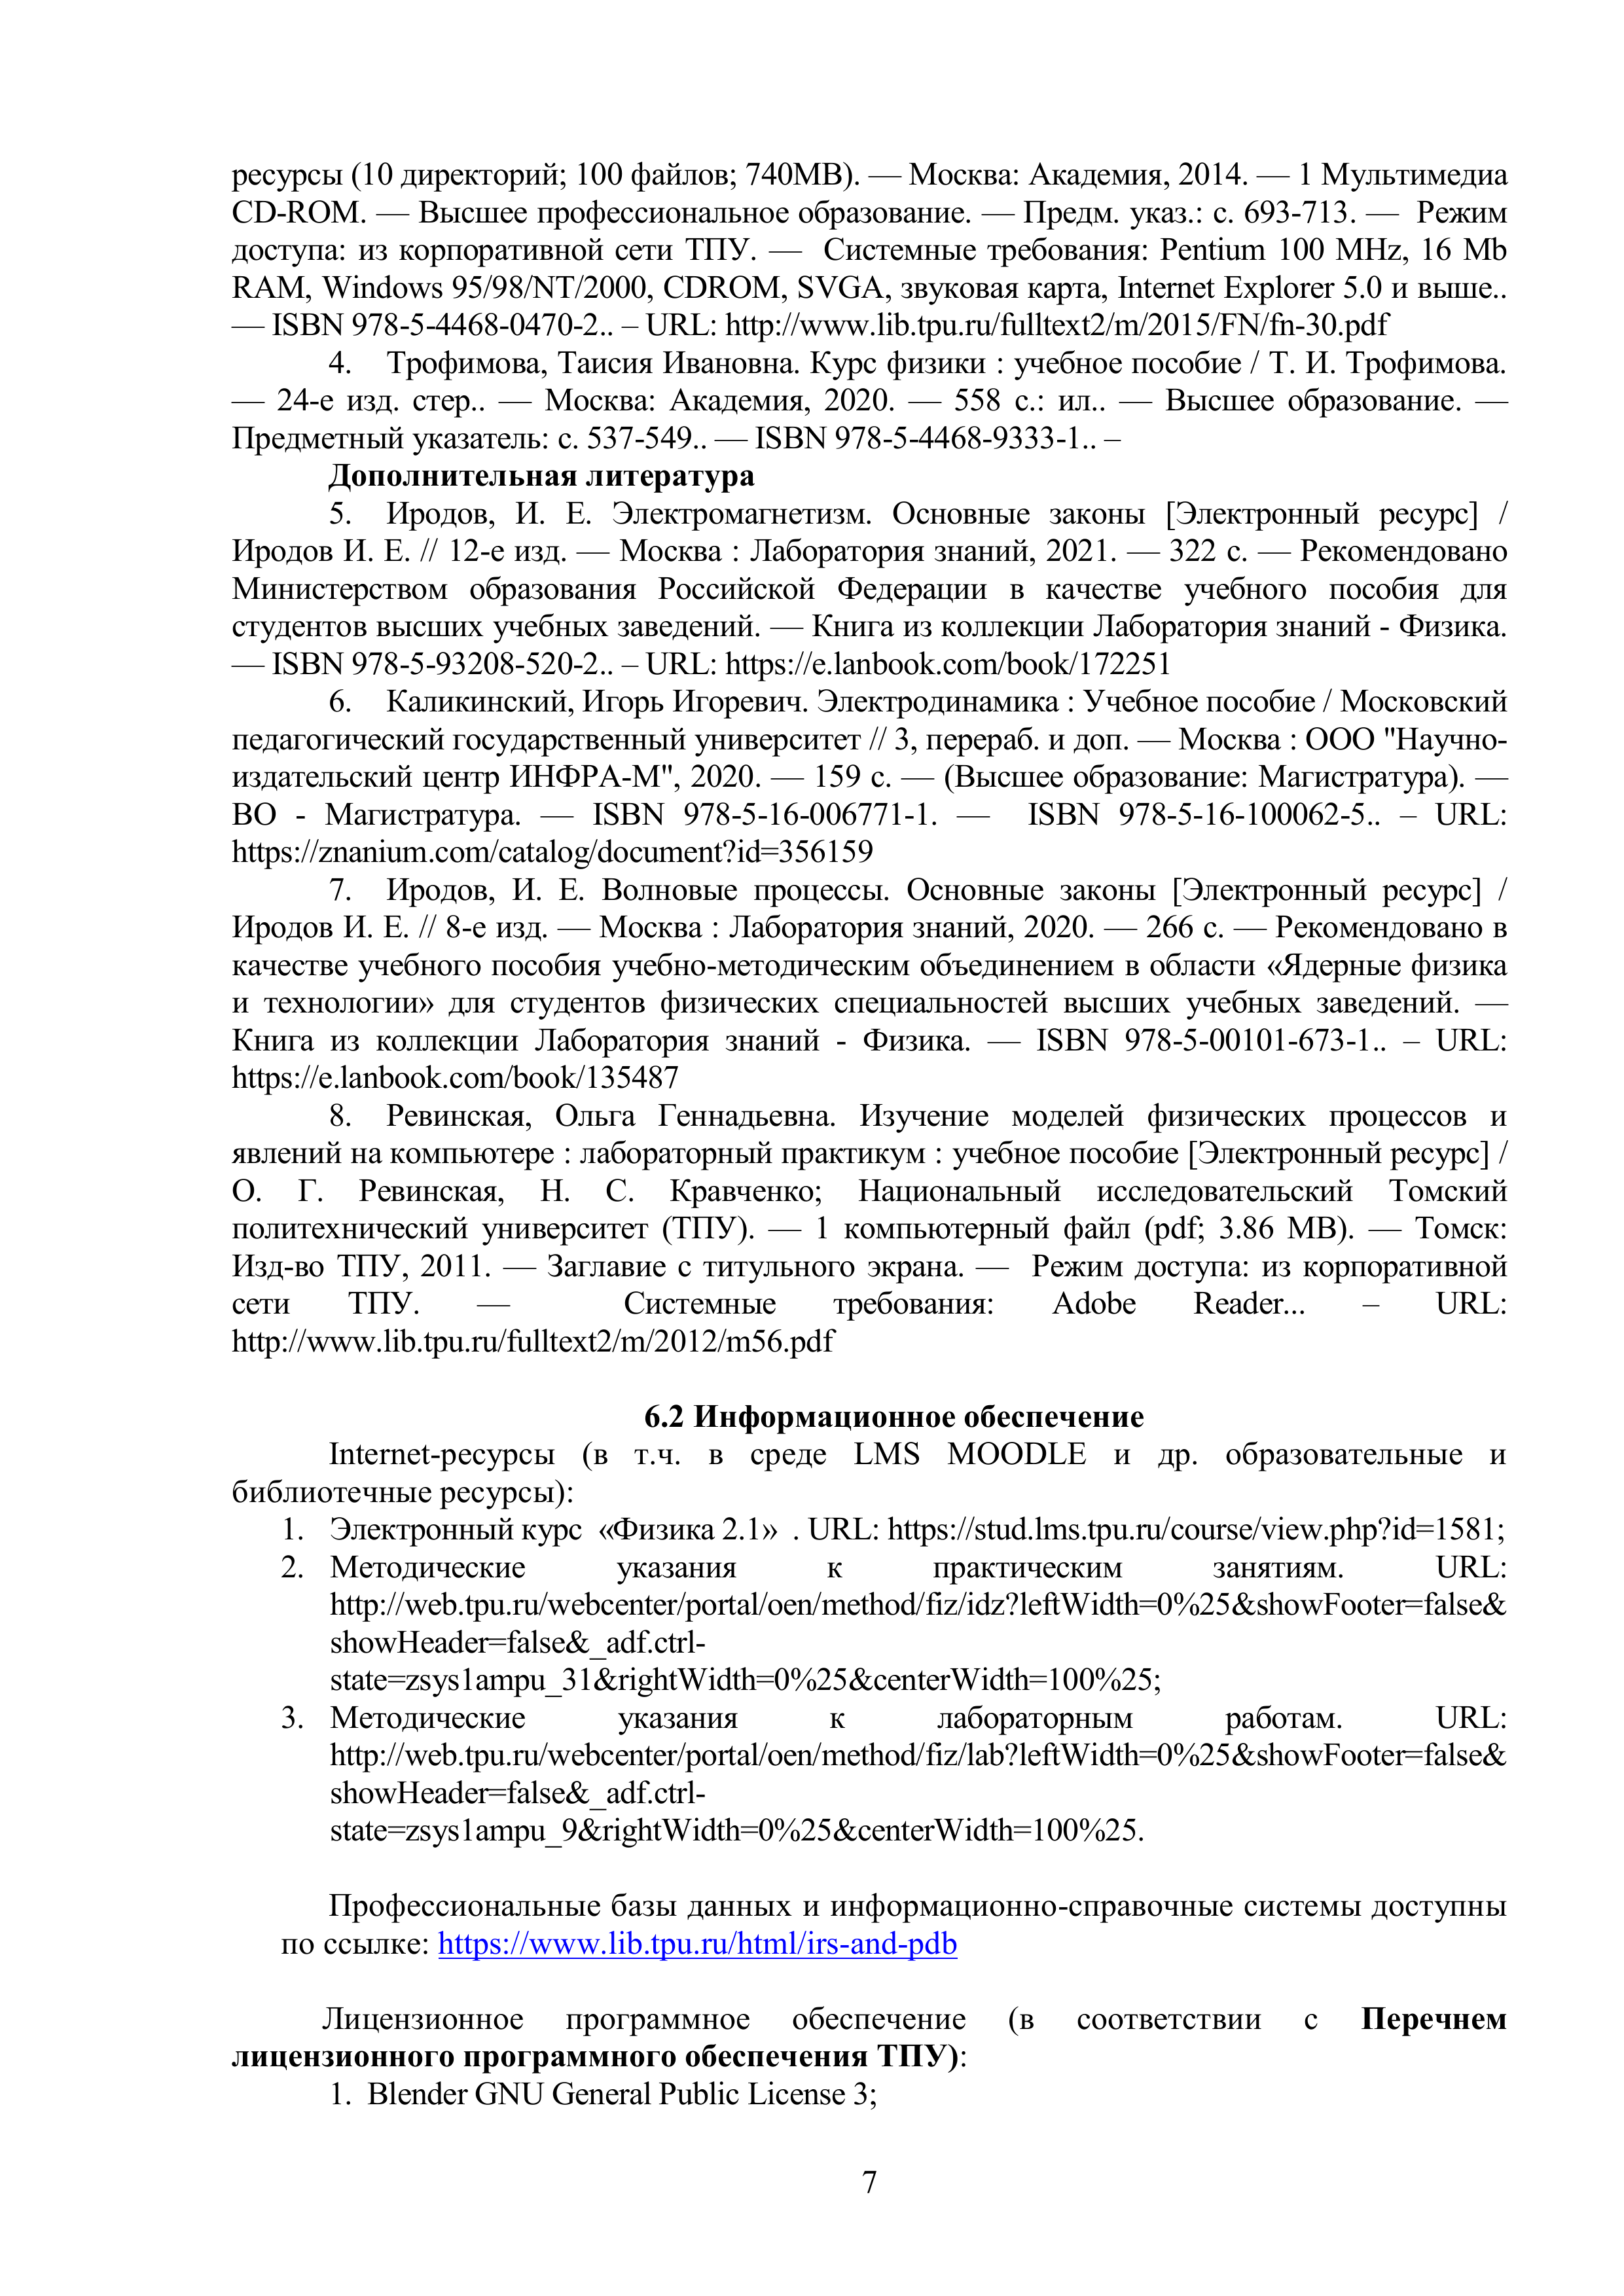 ресурсы (10 директорий; 100 файлов; 740MB). — Москва: Академия, 2014. — 1 Мультимедиа
CD-ROM. — Высшее профессиональное образование. — Предм. указ.: с. 693-713. — Режим
доступа: из корпоративной сети ТПУ. — Системные требования: Pentium 100 MHz, 16 Mb
RAM, Windows 95/98/NT/2000, CDROM, SVGA, звуковая карта, Internet Explorer 5.0 и выше..
— ISBN 978-5-4468-0470-2.. – URL: http://www.lib.tpu.ru/fulltext2/m/2015/FN/fn-30.pdf
4. Трофимова, Таисия Ивановна. Курс физики : учебное пособие / Т. И. Трофимова.
— 24-е изд. стер.. — Москва: Академия, 2020. — 558 с.: ил.. — Высшее образование. —
Предметный указатель: с. 537-549.. — ISBN 978-5-4468-9333-1.. –
Дополнительная литература
5. Иродов, И. Е. Электромагнетизм. Основные законы [Электронный ресурс] /
Иродов И. Е. // 12-е изд. — Москва : Лаборатория знаний, 2021. — 322 с. — Рекомендовано
Министерством образования Российской Федерации в качестве учебного пособия для
студентов высших учебных заведений. — Книга из коллекции Лаборатория знаний - Физика.
— ISBN 978-5-93208-520-2.. – URL: https://e.lanbook.com/book/172251
6. Каликинский, Игорь Игоревич. Электродинамика : Учебное пособие / Московский
педагогический государственный университет // 3, перераб. и доп. — Москва : ООО "Научно-
издательский центр ИНФРА-М", 2020. — 159 с. — (Высшее образование: Магистратура). —
ВО - Магистратура. — ISBN 978-5-16-006771-1. — ISBN 978-5-16-100062-5.. – URL:
https://znanium.com/catalog/document?id=356159
7. Иродов, И. Е. Волновые процессы. Основные законы [Электронный ресурс] /
Иродов И. Е. // 8-е изд. — Москва : Лаборатория знаний, 2020. — 266 с. — Рекомендовано в
качестве учебного пособия учебно-методическим объединением в области «Ядерные физика
и технологии» для студентов физических специальностей высших учебных заведений. —
Книга из коллекции Лаборатория знаний - Физика. — ISBN 978-5-00101-673-1.. – URL:
https://e.lanbook.com/book/135487
8. Ревинская, Ольга Геннадьевна. Изучение моделей физических процессов и
явлений на компьютере : лабораторный практикум : учебное пособие [Электронный ресурс] /
О. Г. Ревинская, Н. С. Кравченко; Национальный исследовательский Томский
политехнический университет (ТПУ). — 1 компьютерный файл (pdf; 3.86 MB). — Томск:
Изд-во ТПУ, 2011. — Заглавие с титульного экрана. — Режим доступа: из корпоративной
сети ТПУ. — Системные требования: Adobe Reader... – URL:
http://www.lib.tpu.ru/fulltext2/m/2012/m56.pdf
6.2 Информационное обеспечение
Internet-ресурсы (в т.ч. в среде LMS MOODLE и др. образовательные и
библиотечные ресурсы):
1. Электронный курс «Физика 2.1» . URL: https://stud.lms.tpu.ru/course/view.php?id=1581;
2. Методические указания к практическим занятиям. URL:
http://web.tpu.ru/webcenter/portal/oen/method/fiz/idz?leftWidth=0%25&showFooter=false&
showHeader=false&_adf.ctrl-
state=zsys1ampu_31&rightWidth=0%25&centerWidth=100%25;
3. Методические указания к лабораторным работам. URL:
http://web.tpu.ru/webcenter/portal/oen/method/fiz/lab?leftWidth=0%25&showFooter=false&
showHeader=false&_adf.ctrl-
state=zsys1ampu_9&rightWidth=0%25&centerWidth=100%25.
Профессиональные базы данных и информационно-справочные системы доступны
по ссылке: https://www.lib.tpu.ru/html/irs-and-pdb
Лицензионное программное обеспечение (в соответствии с Перечнем
лицензионного программного обеспечения ТПУ):
1. Blender GNU General Public License 3;
7